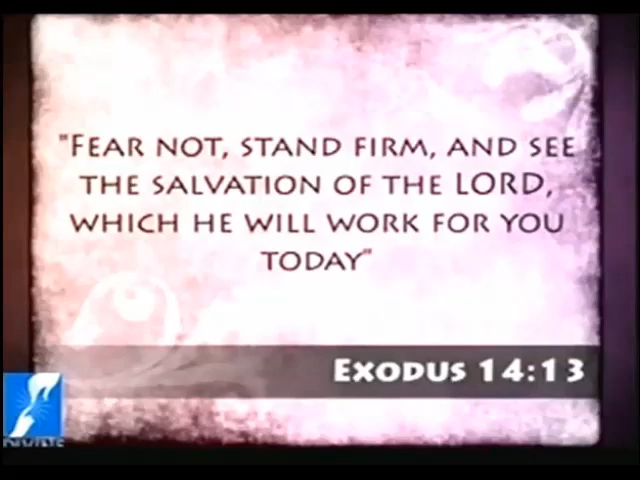 "FEAR NOT, STAND FIRM, AND SEE
THE SALVATION OF THE LORD,
WHICH HE WILL WORK FOR YOU
TODAY"
EXODUS 14:13